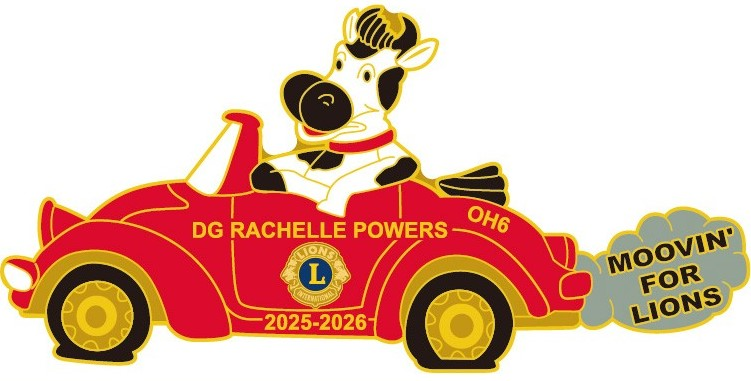 DG RACHELLE POWERS
OH6
LIONS
L
INTERNATIONAL
2025-2026
MOOVIN'
FOR
LIONS